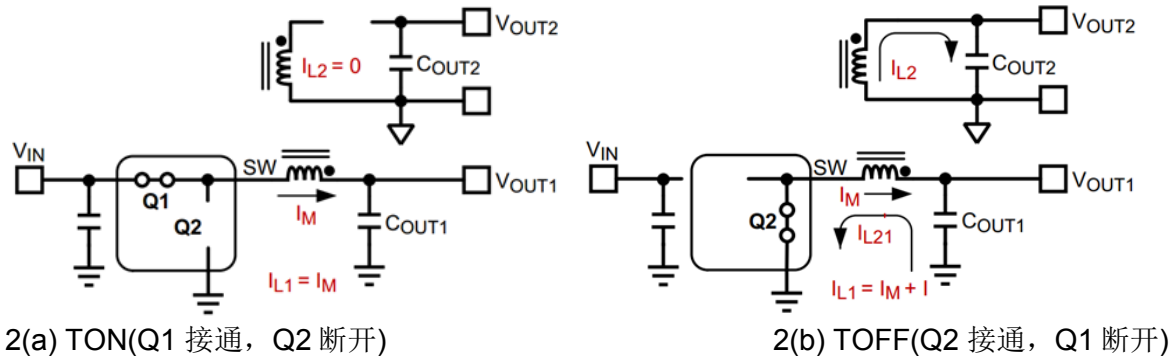 VOUT2
IL2 = 0
COUT2
VIN
SW
VOUT1
Q1
IM
Q2
COUT1
IL1 = IM
2(a) TON(Q1 接通，Q2 断开)
VOUT2
IL2
COUT2
VIN
SW
VOUT1
IM
Q2
IL21
COUT1
IL1 = IM + I
2(b) TOFF(Q2 接通，Q1 断开)